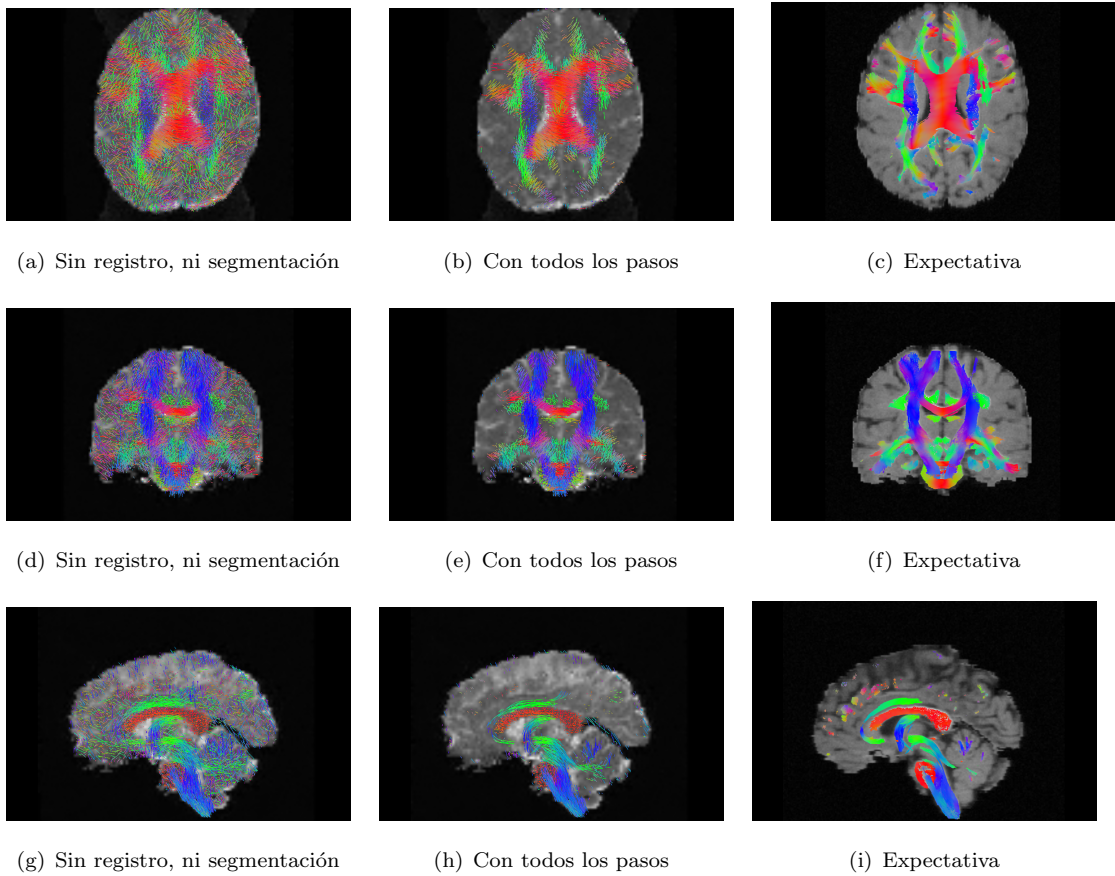 (a) Sin registro, ni segmentación
(b) Con todos los pasos
(c) Expectativa
(d) Sin registro, ni segmentación
(e) Con todos los pasos
(f) Expectativa
(g) Sin registro, ni segmentación
(h) Con todos los pasos
(i) Expectativa